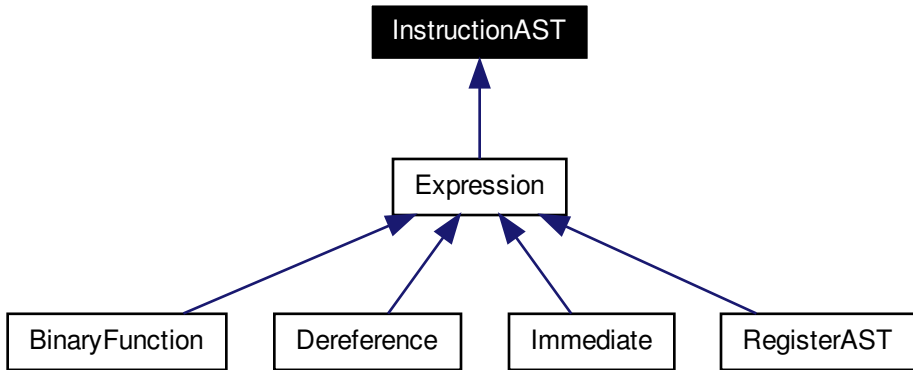 InstructionAST
Expression
BinaryFunction
Dereference
Immediate
RegisterAST